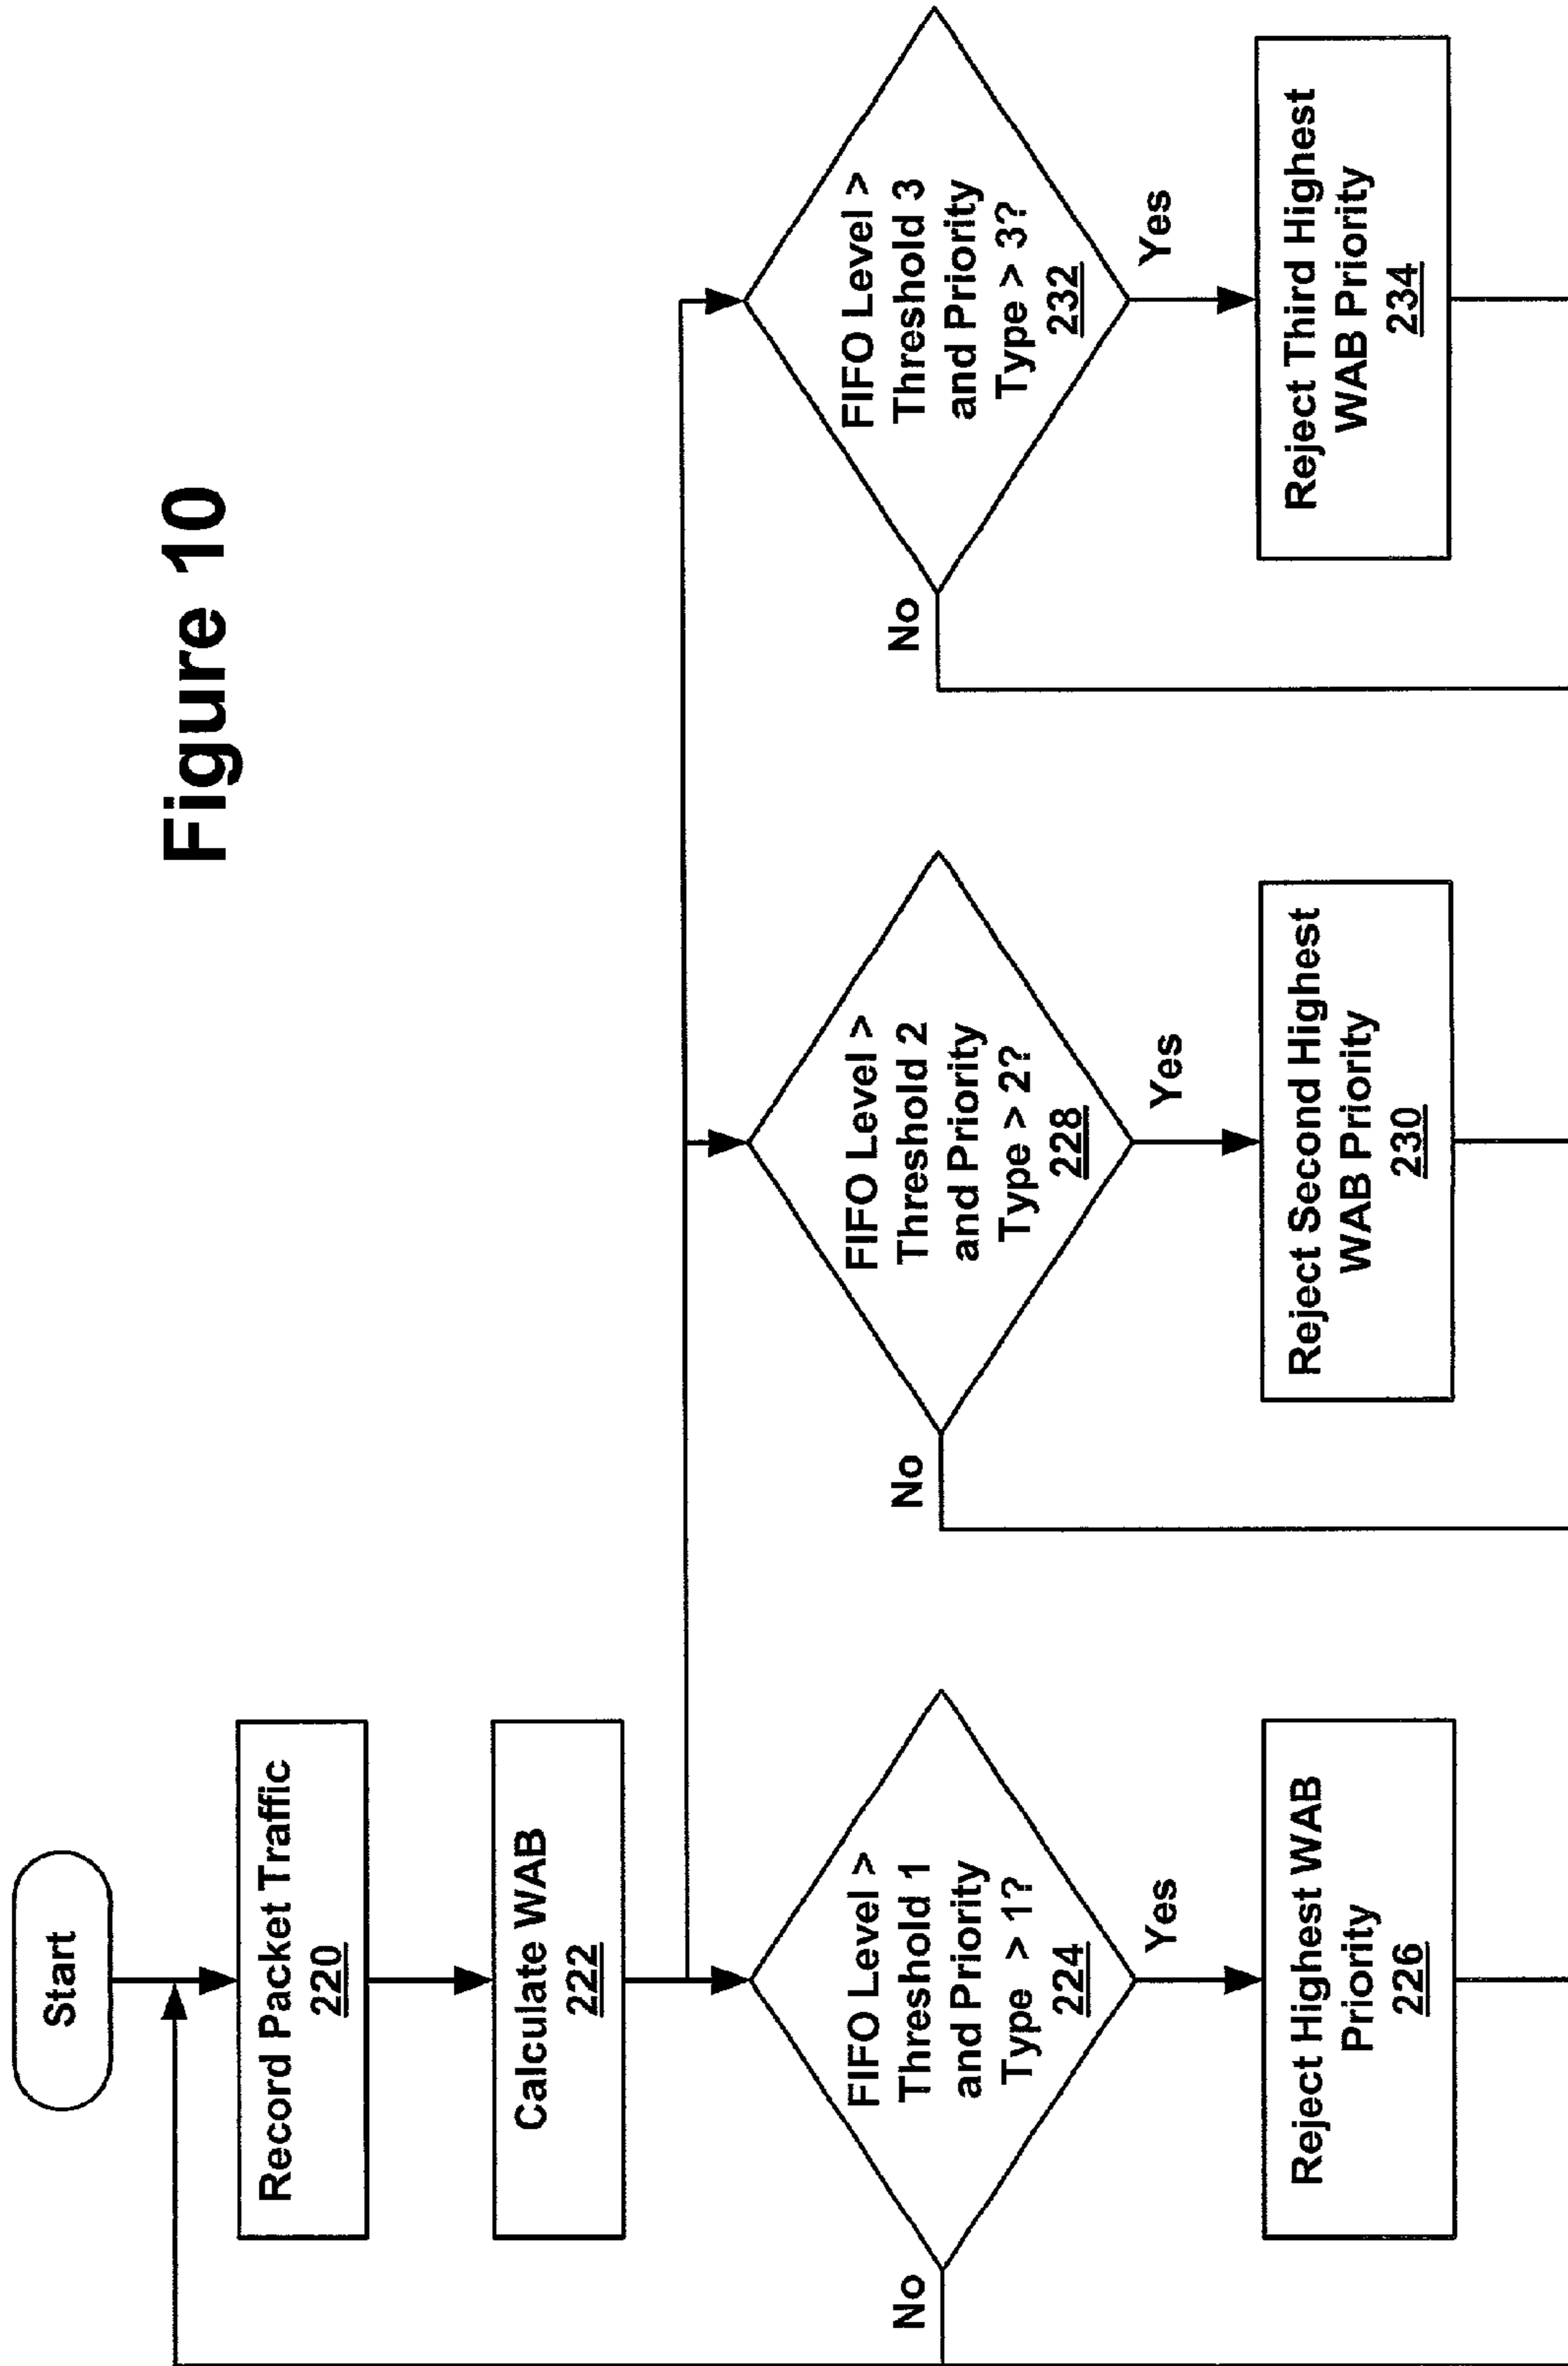 Figure 10
Start
Record Packet Traffic
220
Calculate WAB
222
FIFO Level >
Threshold 1
and Priority
Type > 1?
224
No
Yes
Reject Highest WAB
Priority
226
FIFO Level >
Threshold 2
and Priority
Type > 2?
228
No
Yes
Reject Second Highest
WAB Priority
230
FIFO Level >
Threshold 3
and Priority
Type > 3?
232
No
Yes
Reject Third Highest
WAB Priority
234